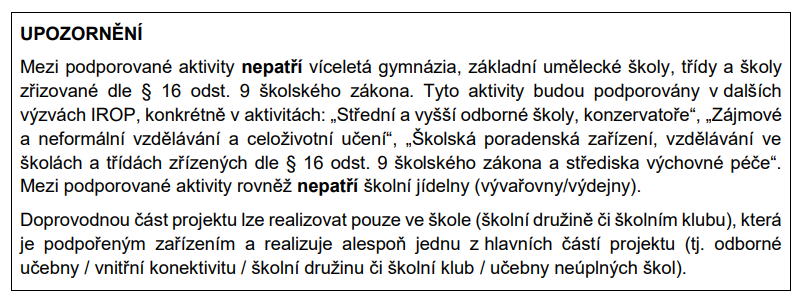 UPOZORNĚNÍ
Mezi podporované aktivity nepatří víceletá gymnázia, základní umělecké školy, třídy a školy
zřizované dle § 16 odst. 9 školského zákona. Tyto aktivity budou podporovány v dalších
výzvách IROP, konkrétně v aktivitách: „Střední a vyšší odborné školy, konzervatoře“, „Zájmové
a neformální vzdělávání a celoživotní učení“, „Školská poradenská zařízení, vzdělávání ve
školách a třídách zřízených dle § 16 odst. 9 školského zákona a střediska výchovné péče“.
Mezi podporované aktivity rovněž nepatří školní jídelny (vývařovny/výdejny).
Doprovodnou část projektu lze realizovat pouze ve škole (školní družině či školním klubu), která
je podpořeným zařízením a realizuje alespoň jednu z hlavních částí projektu (tj. odborné
učebny / vnitřní konektivitu / školní družinu či školní klub / učebny neúplných škol).